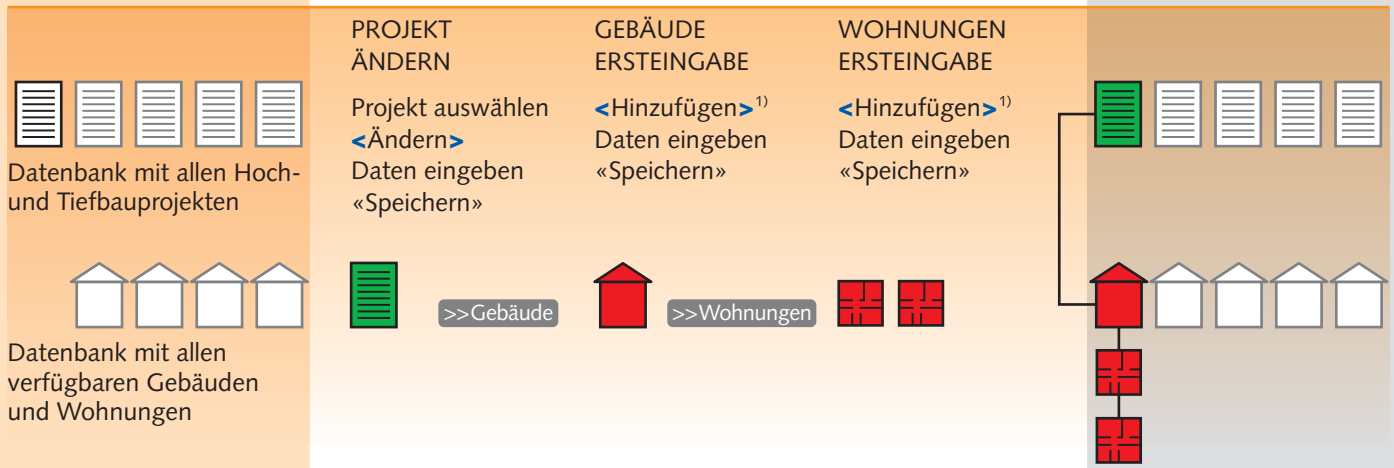 Datenbank mit allen Hoch-
und Tiefbauprojekten
Datenbank mit allen
verfügbaren Gebäuden
und Wohnungen
PROJEKT
ÄNDERN
Projekt auswählen
<Ändern>
Daten eingeben
«Speichern»
>>Gebäude
GEBÄUDE
ERSTEINGABE
<Hinzufügen>1)
Daten eingeben
«Speichern»
>>Wohnungen
WOHNUNGEN
ERSTEINGABE
<Hinzufügen>1)
Daten eingeben
«Speichern»